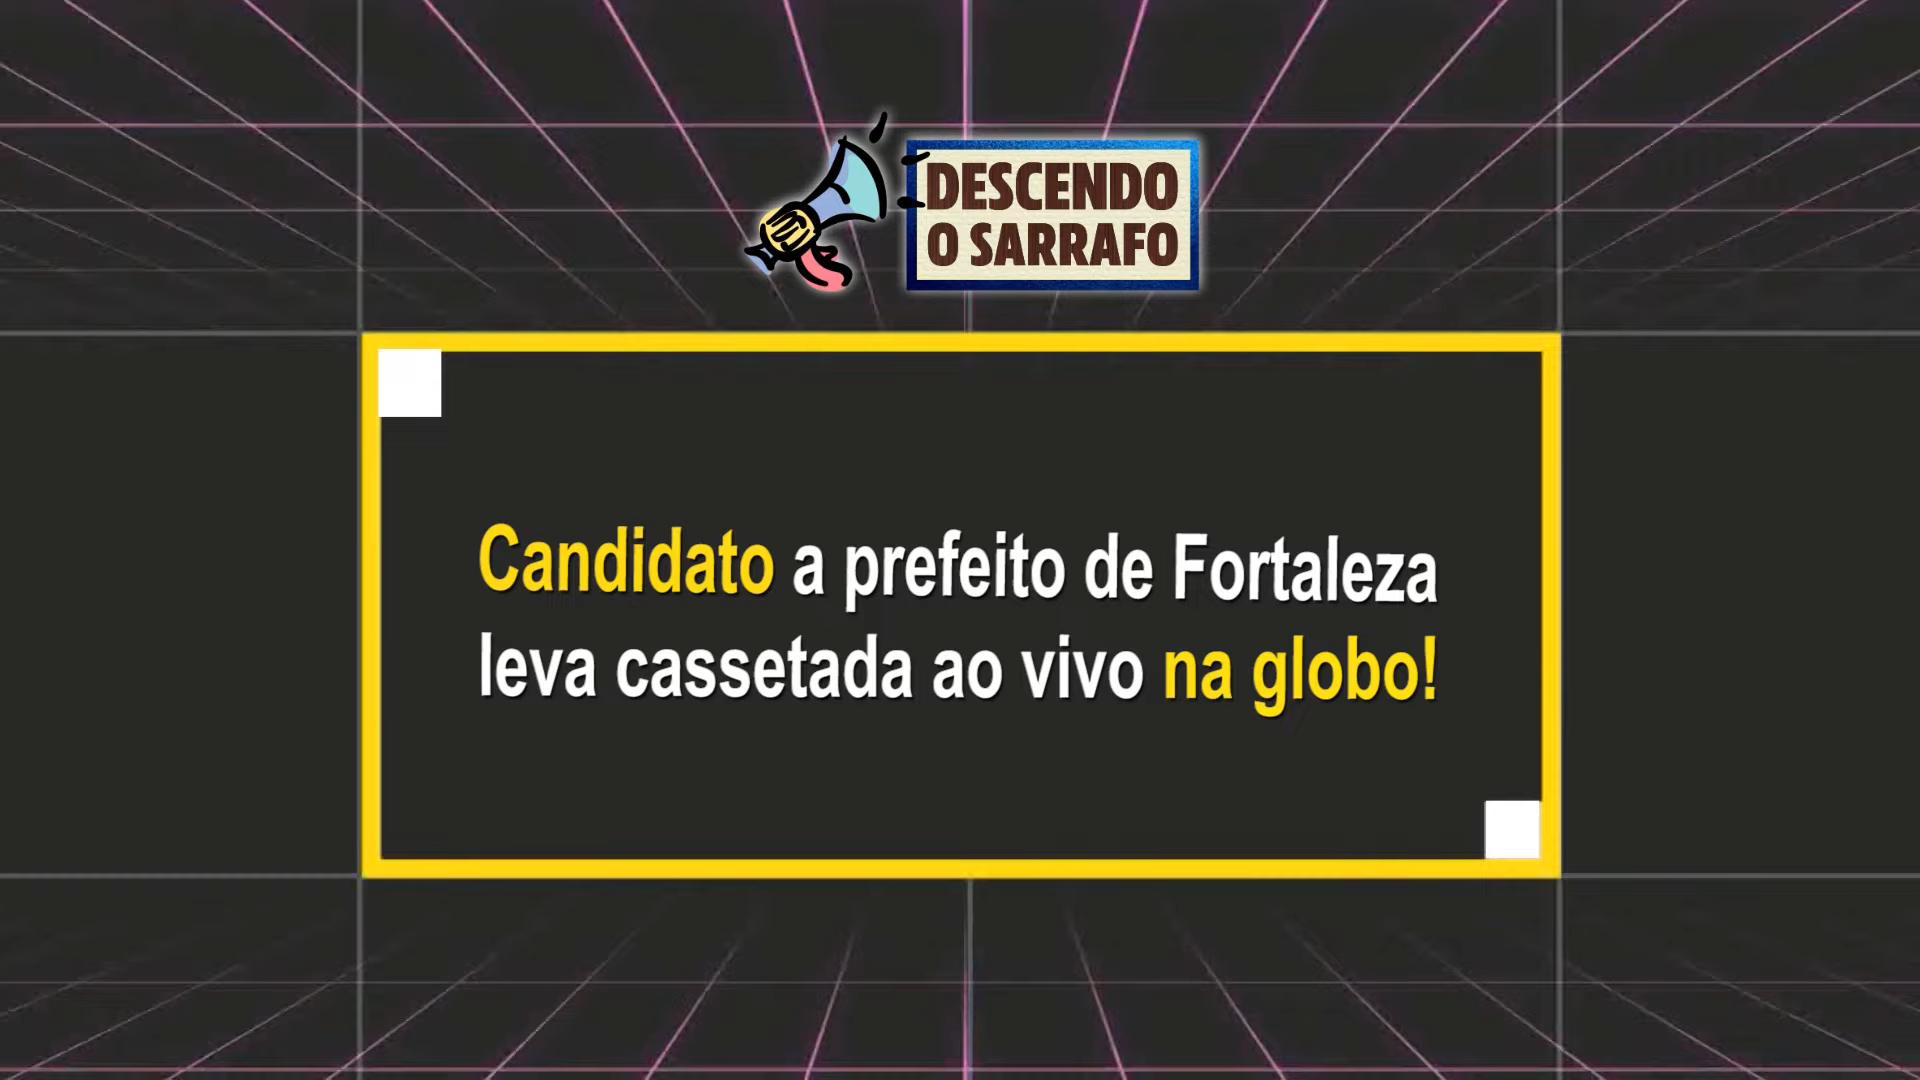 DESCENDO
O SARRAFO
Candidato a prefeito de Fortaleza
leva cassetada ao vivo na globo!